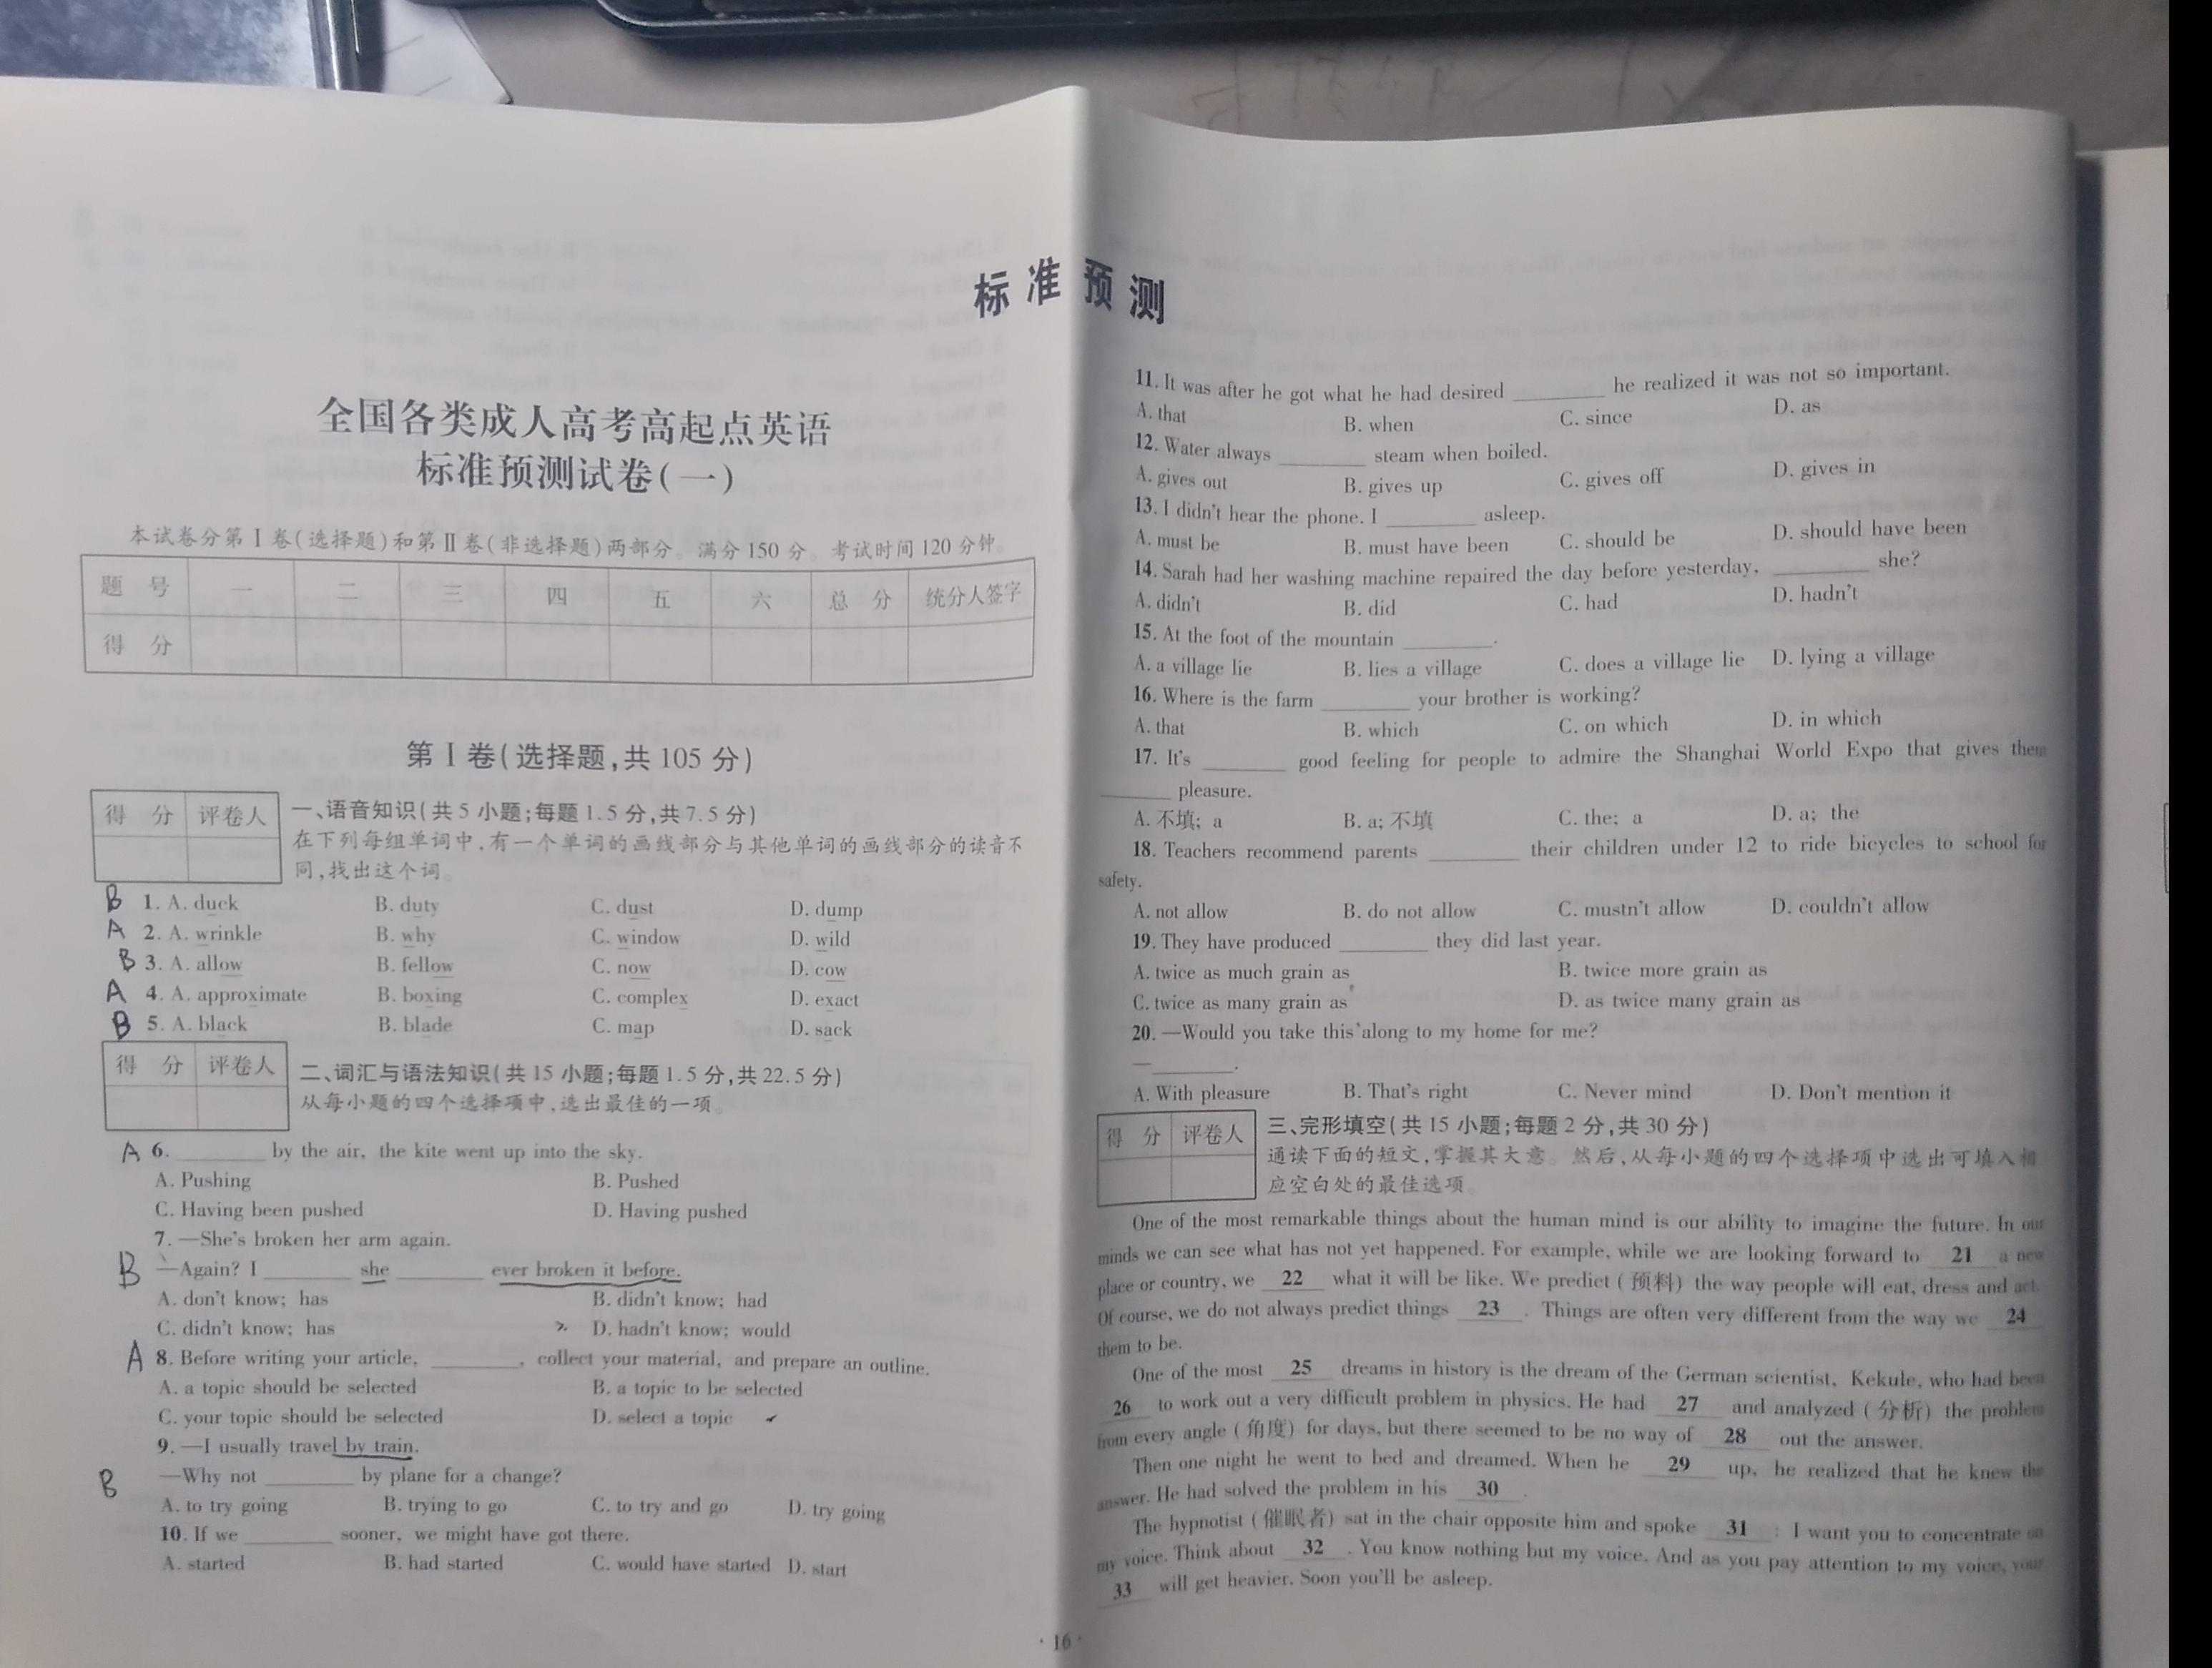 标准预测
全国各类成人高考高起点英语
标准预测试卷(一)
本试卷分第Ⅰ卷(选择题)和第Ⅱ卷(非选择题)两部分。满分150分。考试时间120分钟。
题 号 一 二 三 四 五 六 总 分 统分人签字
得 分
第Ⅰ卷(选择题,共105分)
得 分 评卷人
一、语音知识(共5小题;每题1.5分,共7.5分)
在下列每组单词中,有一个单词的画线部分与其他单词的画线部分的读音不
同,找出这个词。
B 1. A. duck B. duty C. dust D. dump
A 2. A. wrinkle B. why C. window D. wild
B 3. A. allow B. fellow C. now D. cow
A 4. A. approximate B. boxing C. complex D. exact
B 5. A. black B. blade C. map D. sack
得 分 评卷人
二、词汇与语法知识(共15小题;每题1.5分,共22.5分)
从每小题的四个选择项中,选出最佳的一项。
A 6. ________ by the air, the kite went up into the sky.
A. Pushing B. Pushed
C. Having been pushed D. Having pushed
7. —She's broken her arm again.
B —Again? I ________ she ________ ever broken it before.
A. don't know; has B. didn't know; had
C. didn't know; has D. hadn't know; would
A 8. Before writing your article, ________, collect your material, and prepare an outline.
A. a topic should be selected B. a topic to be selected
C. your topic should be selected D. select a topic
9. —I usually travel by train.
B —Why not ________ by plane for a change?
A. to try going B. trying to go C. to try and go D. try going
10. If we ________ sooner, we might have got there.
A. started B. had started C. would have started D. start
11. It was after he got what he had desired ________ he realized it was not so important.
A. that B. when C. since D. as
12. Water always ________ steam when boiled.
A. gives out B. gives up C. gives off D. gives in
13. I didn't hear the phone. I ________ asleep.
A. must be B. must have been C. should be D. should have been
14. Sarah had her washing machine repaired the day before yesterday, ________ she?
A. didn't B. did C. had D. hadn't
15. At the foot of the mountain ________.
A. a village lie B. lies a village C. does a village lie D. lying a village
16. Where is the farm ________ your brother is working?
A. that B. which C. on which D. in which
17. It's ________ good feeling for people to admire the Shanghai World Expo that gives them
________ pleasure.
A. 不填; a B. a; 不填 C. the; a D. a; the
18. Teachers recommend parents ________ their children under 12 to ride bicycles to school for
safety.
A. not allow B. do not allow C. mustn't allow D. couldn't allow
19. They have produced ________ they did last year.
A. twice as much grain as B. twice more grain as
C. twice as many grain as D. as twice many grain as
20. —Would you take this along to my home for me?
—________.
A. With pleasure B. That's right C. Never mind D. Don't mention it
得 分 评卷人
三、完形填空(共15小题;每题2分,共30分)
通读下面的短文,掌握其大意。然后,从每小题的四个选择项中选出可填入相
应空白处的最佳选项。
One of the most remarkable things about the human mind is our ability to imagine the future. In our
minds we can see what has not yet happened. For example, while we are looking forward to 21 a new
place or country, we 22 what it will be like. We predict (预料) the way people will eat, dress and act.
Of course, we do not always predict things 23 . Things are often very different from the way we 24
them to be.
One of the most 25 dreams in history is the dream of the German scientist, Kekule, who had been
26 to work out a very difficult problem in physics. He had 27 and analyzed (分析) the problem
from every angle (角度) for days, but there seemed to be no way of 28 out the answer.
Then one night he went to bed and dreamed. When he 29 up, he realized that he knew the
answer. He had solved the problem in his 30 .
The hypnotist (催眠者) sat in the chair opposite him and spoke 31 : I want you to concentrate on
my voice. Think about 32 . You know nothing but my voice. And as you pay attention to my voice, your
33 will get heavier. Soon you'll be asleep.
· 16 ·